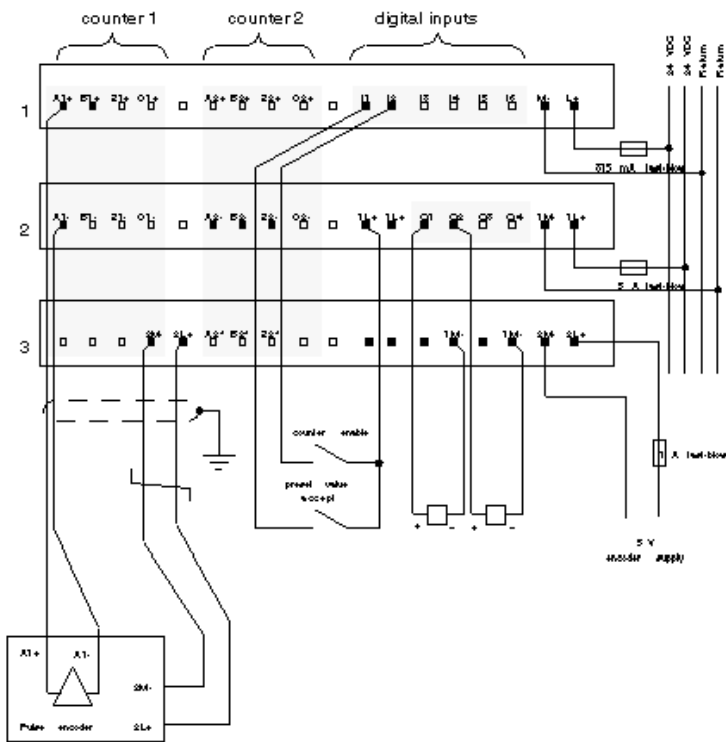 counter 1 counter 2 digital inputs
24 VDC
24 VDC
Return
Return
A1+ B1+ Z1+ O1+ A2+ B2+ Z2+ O2+ I1 I2 I3 I4 I5 I6 M- L+
1
315 mA fast-blow
A1- B1- Z1- O1- A2- B2- Z2- O2- 1L+ 1L+ Q1 Q2 Q3 Q4 1M- 1L+
2
5 A fast-blow
2M- 2L+ A2* B2* Z2* 1M- 1M- 2M- 2L+
3
counter enable
1 A fast-blow
preset value
accept
+ - + -
5 V
encoder supply
A1+ A1-
2M-
Pulse encoder 2L+